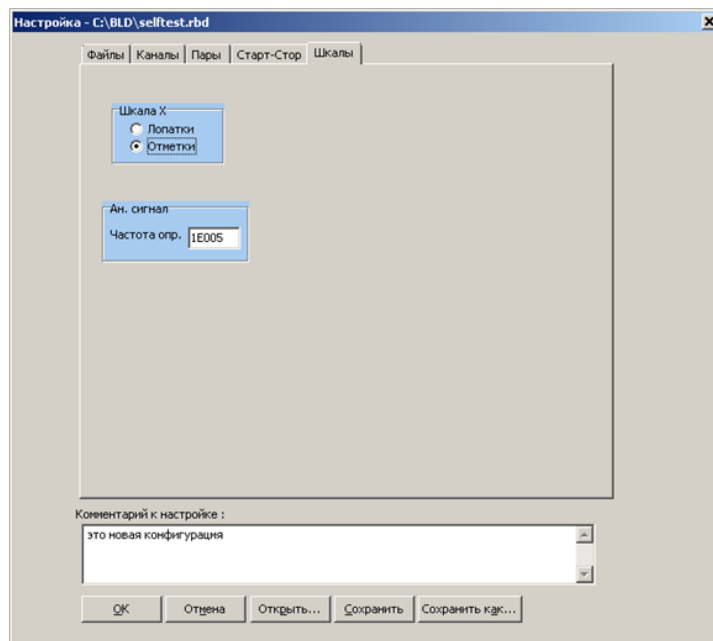 Настройка - C:\BLD\selftest.rbd
Файлы Каналы Пары Старт-Стор Шкалы
Шкала X
Лопатки
Отметки
Ан. сигнал
Частота опр. 1E005
Комментарий к настройке :
это новая конфигурация
OK Отмена Открыть... Сохранить Сохранить как...